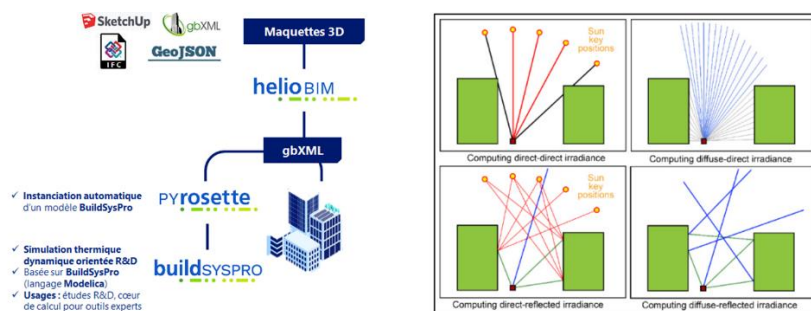 SketchUp
gbXML
IFC
GeoJSON
Maquettes 3D
helioBIM
gbXML
PYrosette
buildSYSPRO
✓ Instanciation automatique
d'un modèle BuildSysPro
✓ Simulation thermique
dynamique orientée R&D
✓ Basée sur BuildSysPro
(langage Modelica)
✓ Usages : études R&D, cœur
de calcul pour outils experts
Sun
key
positions
Computing direct-direct irradiance
Computing diffuse-direct irradiance
Sun
key
positions
Computing direct-reflected irradiance
Computing diffuse-reflected irradiance